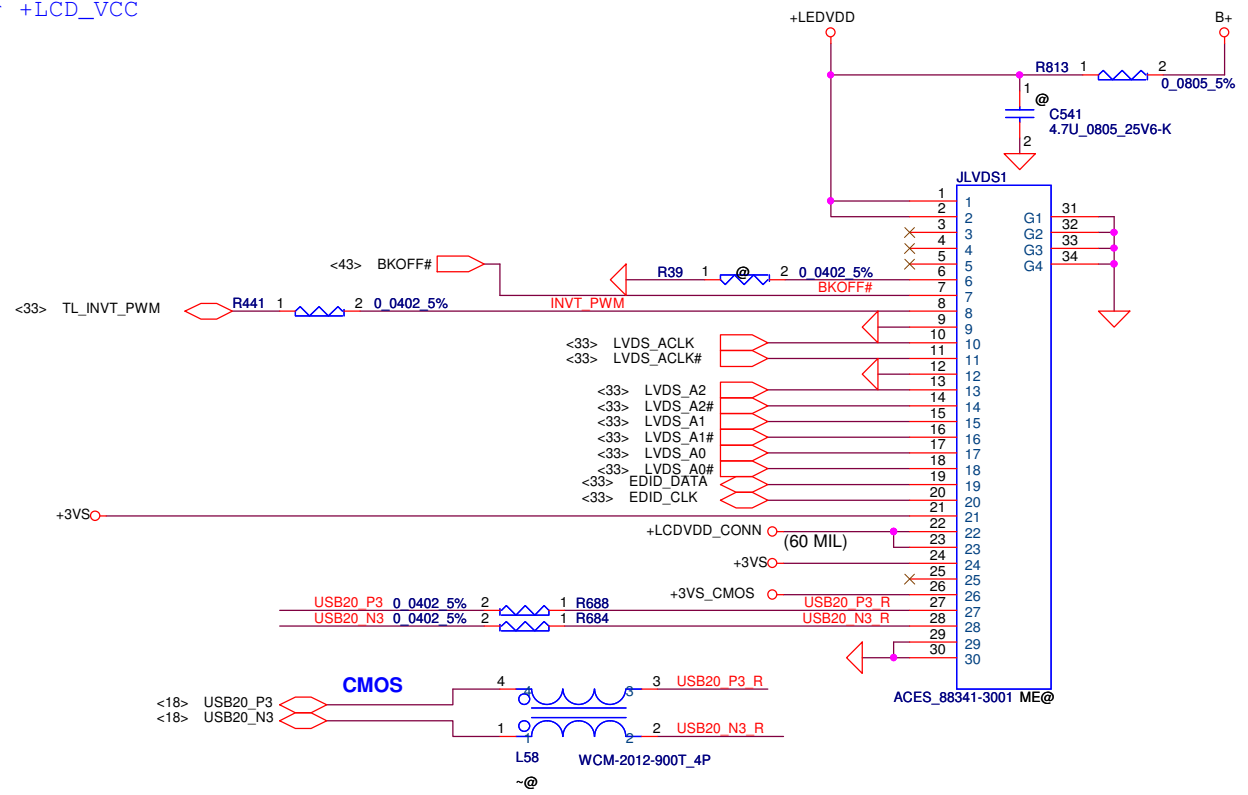 +LCD_VCC
+LEDVDD
B+
R813 1 2
0_0805_5%
1
@
C541
4.7U_0805_25V6-K
2
JLVDS1
1 1
2 2
3 3
4 4
5 5
6 6
7 7
8 8
9 9
10 10
11 11
12 12
13 13
14 14
15 15
16 16
17 17
18 18
19 19
20 20
21 21
22 22
23 23
24 24
25 25
26 26
27 27
28 28
29 29
30 30
G1 31
G2 32
G3 33
G4 34
<43> BKOFF#
R39 1 @ 2 0_0402_5%
BKOFF#
<33> TL_INVT_PWM R441 1 2 0_0402_5% INVT_PWM
<33> LVDS_ACLK
<33> LVDS_ACLK#
<33> LVDS_A2
<33> LVDS_A2#
<33> LVDS_A1
<33> LVDS_A1#
<33> LVDS_A0
<33> LVDS_A0#
<33> EDID_DATA
<33> EDID_CLK
+3VS
+LCDVDD_CONN (60 MIL)
+3VS
+3VS_CMOS
USB20_P3 0_0402_5% 2 1 R688 USB20_P3_R
USB20_N3 0_0402_5% 2 1 R684 USB20_N3_R
ACES_88341-3001 ME@
CMOS
<18> USB20_P3
<18> USB20_N3
4 4 3 3 USB20_P3_R
1 1 2 2 USB20_N3_R
L58 WCM-2012-900T_4P
~@